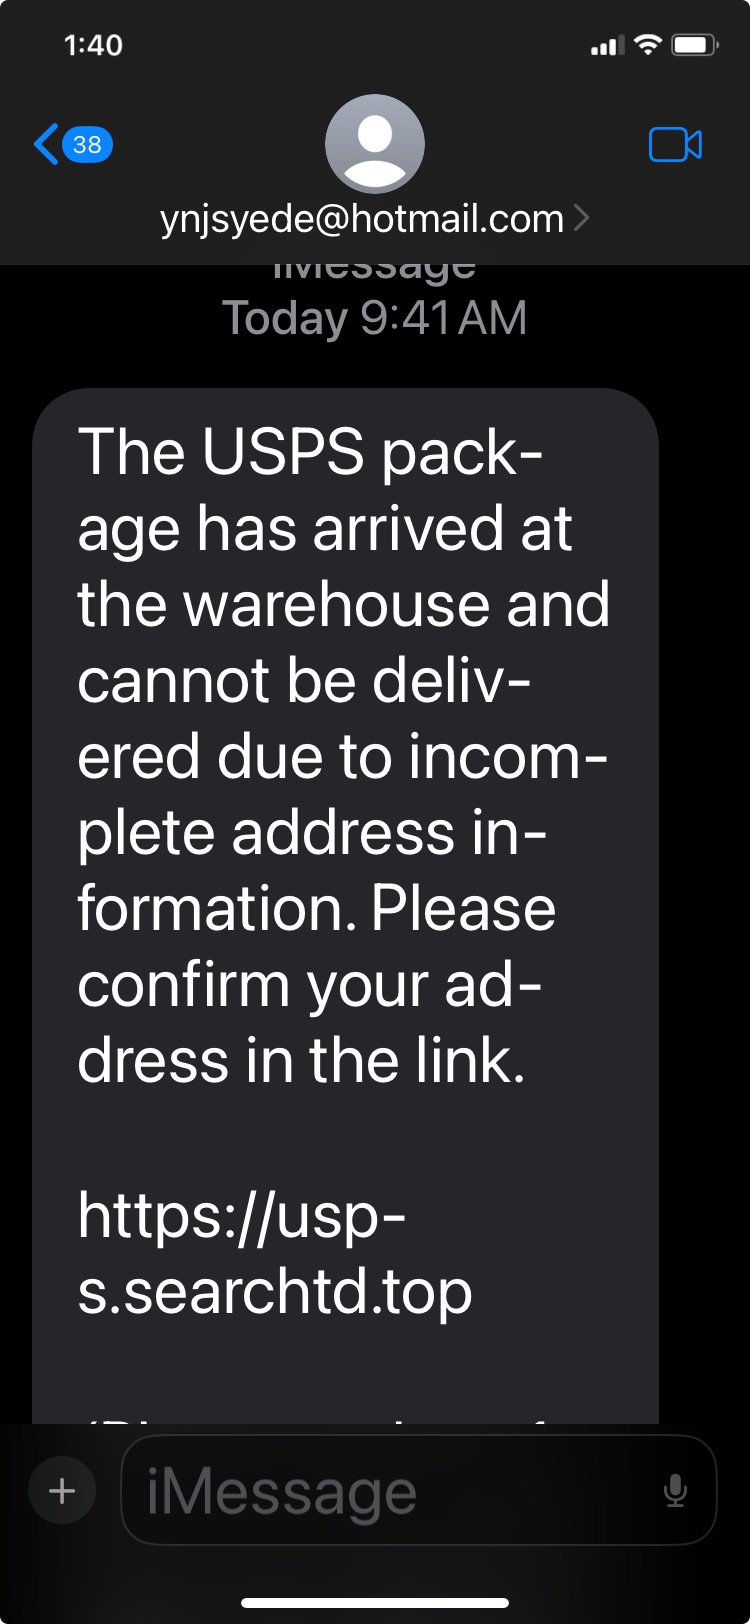 1:40
38
ynjsyede@hotmail.com
iMessage
Today 9:41 AM
The USPS pack-
age has arrived at
the warehouse and
cannot be deliv-
ered due to incom-
plete address in-
formation. Please
confirm your ad-
dress in the link.
https://usp-
s.searchtd.top
iMessage